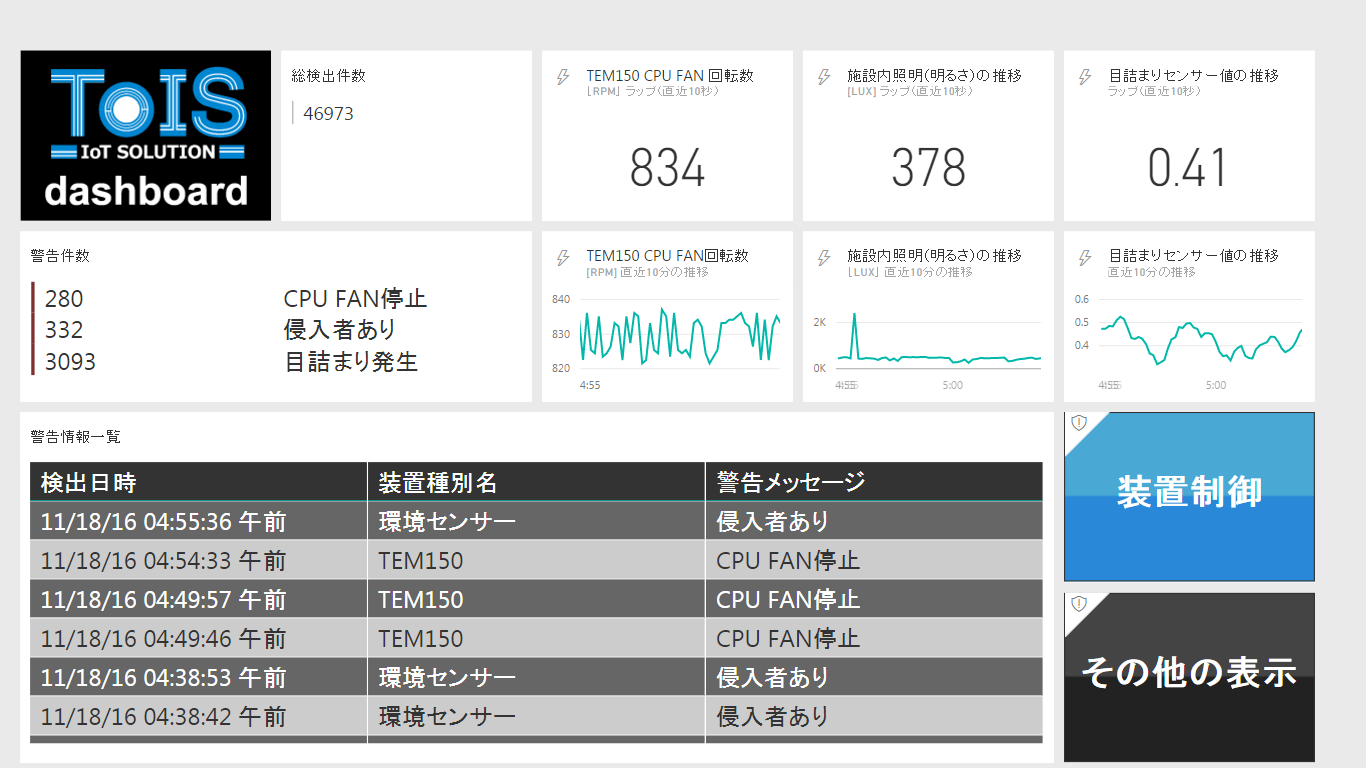 ToIS
IoT SOLUTION
dashboard
総検出件数
46973
TEM150 CPU FAN 回転数
[RPM] ラップ(直近10秒)
834
施設内照明(明るさ)の推移
[LUX] ラップ(直近10秒)
378
目詰まりセンサー値の推移
ラップ(直近10秒)
0.41
警告件数
280 CPU FAN停止
332 侵入者あり
3093 目詰まり発生
TEM150 CPU FAN回転数
[RPM] 直近10分の推移
840
830
820
4:55
施設内照明(明るさ)の推移
[LUX] 直近10分の推移
2K
0K
4:55 5:00
目詰まりセンサー値の推移
直近10分の推移
0.6
0.5
0.4
4:55 5:00
警告情報一覧
検出日時 装置種別名 警告メッセージ
11/18/16 04:55:36 午前 環境センサー 侵入者あり
11/18/16 04:54:33 午前 TEM150 CPU FAN停止
11/18/16 04:49:57 午前 TEM150 CPU FAN停止
11/18/16 04:49:46 午前 TEM150 CPU FAN停止
11/18/16 04:38:53 午前 環境センサー 侵入者あり
11/18/16 04:38:42 午前 環境センサー 侵入者あり
装置制御
その他の表示